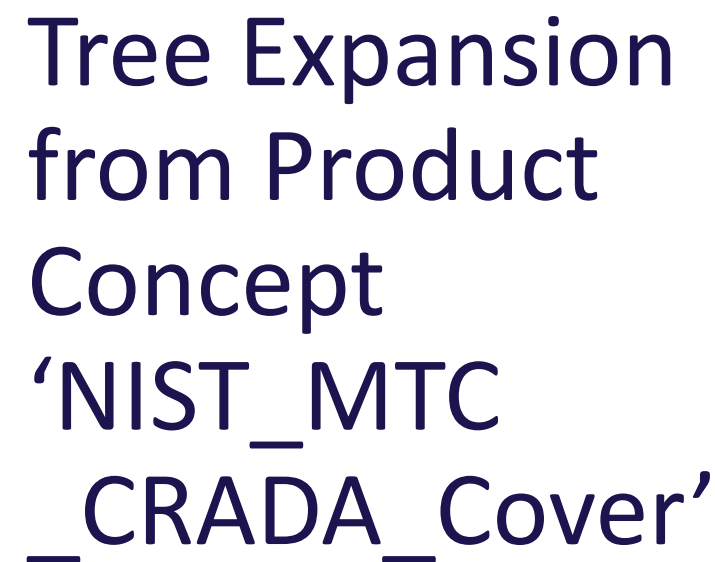 Tree Expansion
from Product
Concept
‘NIST_MTC
_CRADA_Cover’